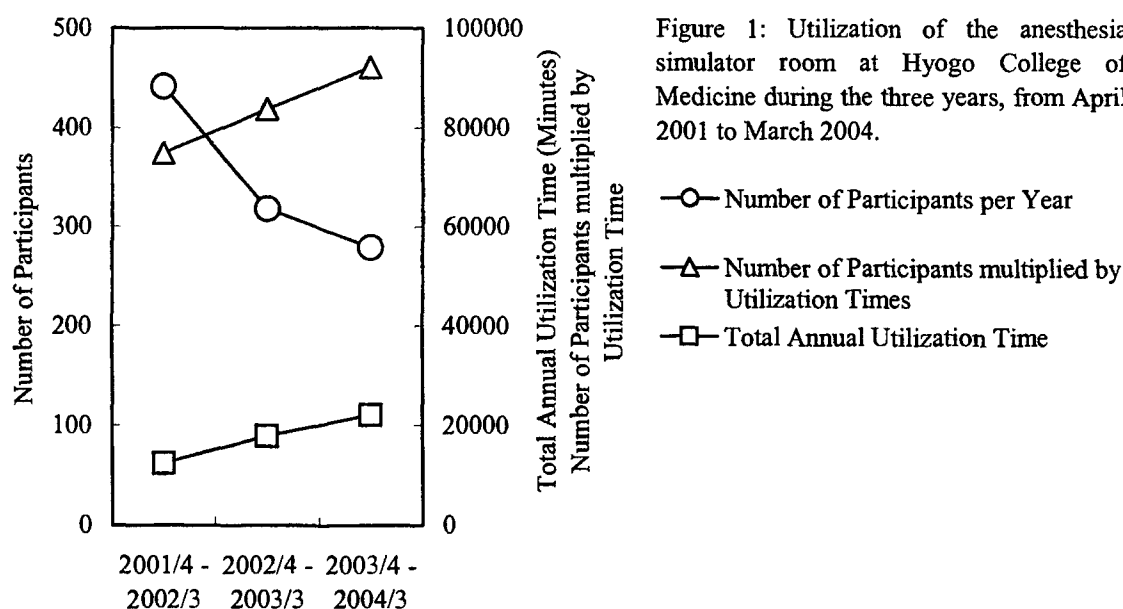 500
400
300
200
100
0
Number of Participants
100000
80000
60000
40000
20000
0
Total Annual Utilization Time (Minutes)
Number of Participants multiplied by
Utilization Time
2001/4 - 2002/4 - 2003/4 -
2002/3 2003/3 2004/3
Figure 1: Utilization of the anesthesia
simulator room at Hyogo College of
Medicine during the three years, from April
2001 to March 2004.
Number of Participants per Year
Number of Participants multiplied by
Utilization Times
Total Annual Utilization Time